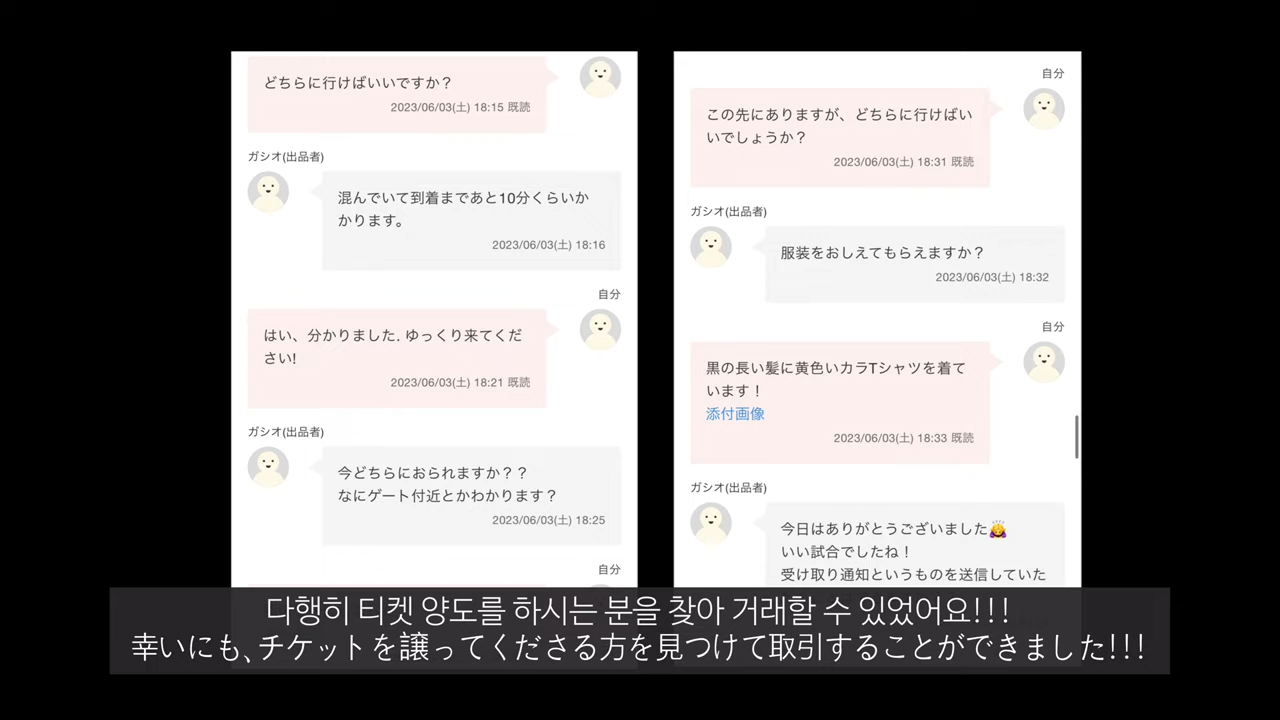 どちらに行けばいいですか？
2023/06/03(土) 18:15 既読
ガシオ(出品者)
混んでいて到着まであと10分くらいか
かります。
2023/06/03(土) 18:16
自分
はい、分かりました. ゆっくり来てくだ
さい!
2023/06/03(土) 18:21 既読
ガシオ(出品者)
今どちらにおられますか？？
なにゲート付近とかわかります？
2023/06/03(土) 18:25
自分
自分
この先にありますが、どちらに行けばい
いでしょうか？
2023/06/03(土) 18:31 既読
ガシオ(出品者)
服装をおしえてもらえますか？
2023/06/03(土) 18:32
自分
黒の長い髪に黄色いカラTシャツを着て
います！
添付画像
2023/06/03(土) 18:33 既読
ガシオ(出品者)
今日はありがとうございました🙇‍♀️
いい試合でしたね！
受け取り通知というものを送信していた
다행히 티켓 양도를 하시는 분을 찾아 거래할 수 있었어요!!!
幸いにも、チケットを譲ってくださる方を見つけて取引することができました!!!